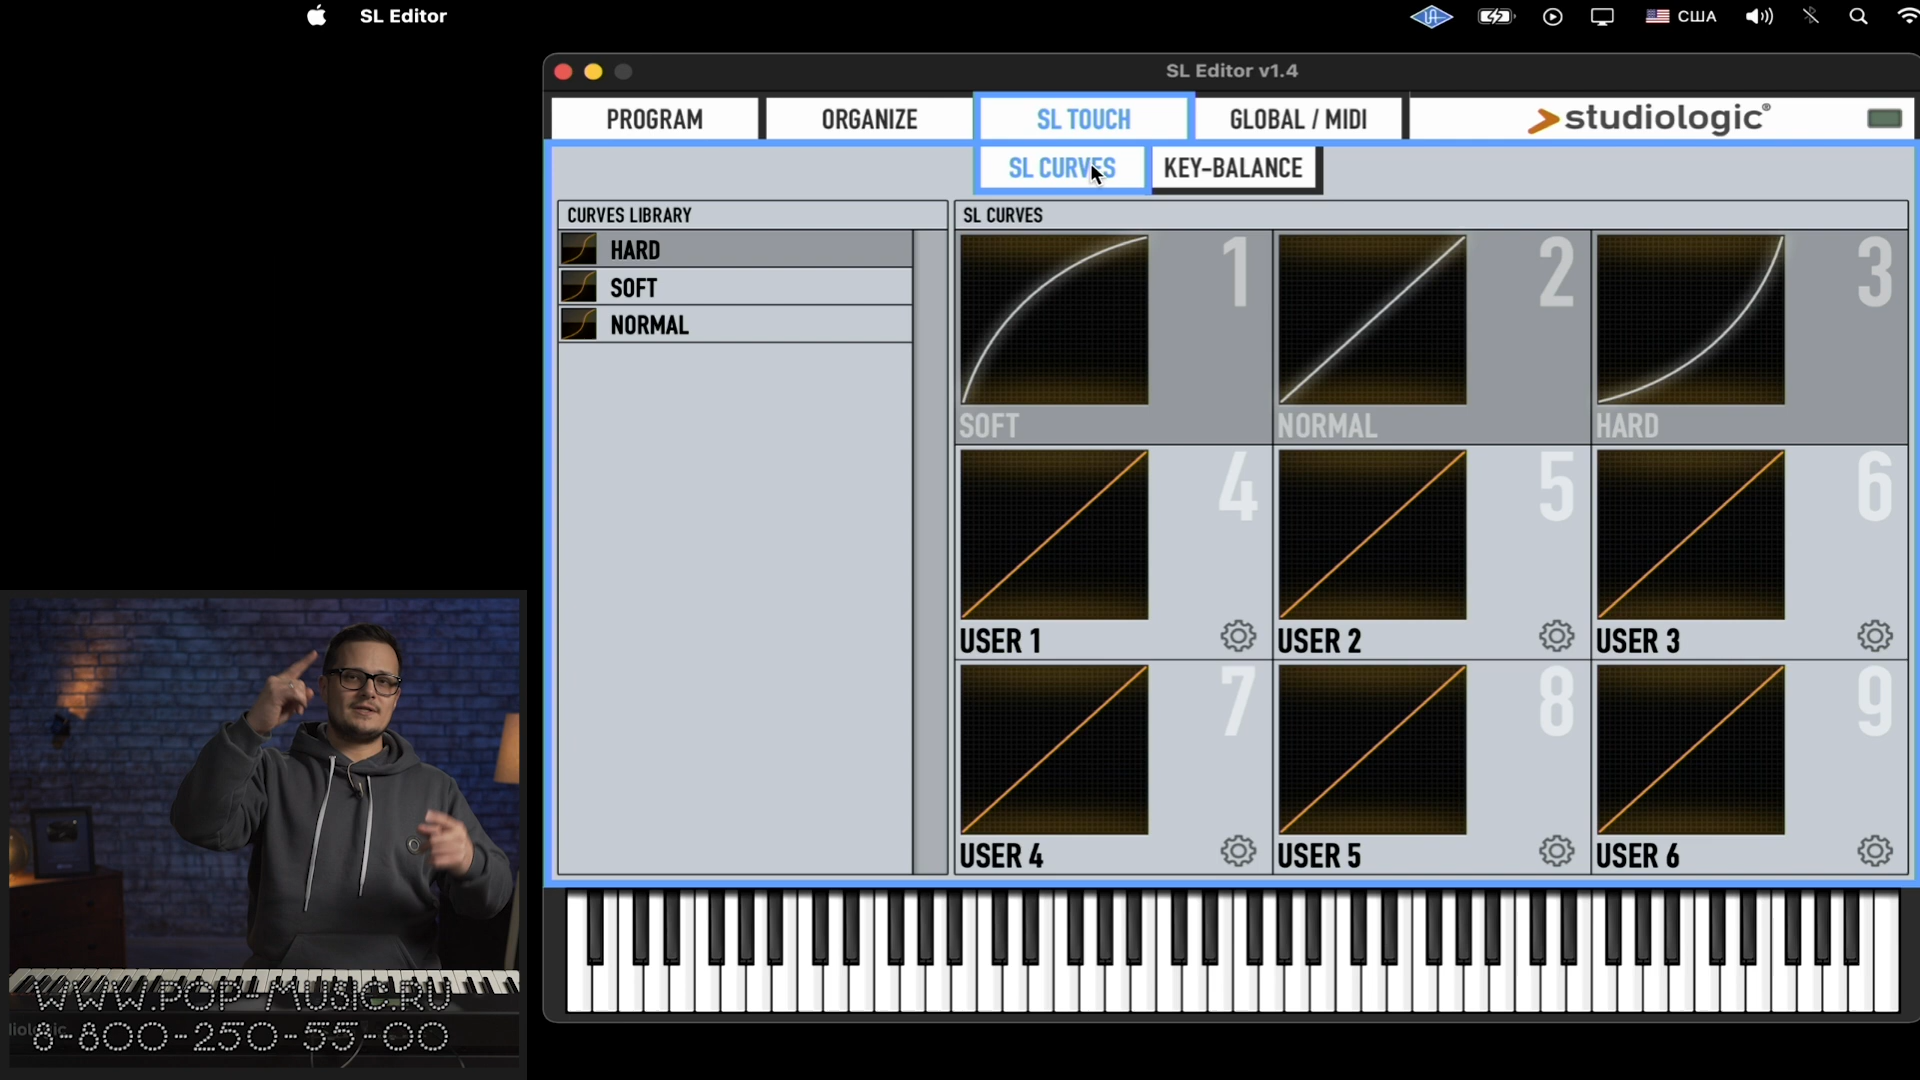 SL Editor
США
SL Editor v1.4
PROGRAM
ORGANIZE
SL TOUCH
GLOBAL / MIDI
studiologic®
SL CURVES
KEY-BALANCE
CURVES LIBRARY
HARD
SOFT
NORMAL
SL CURVES
1
2
3
SOFT
NORMAL
HARD
4
5
6
USER 1
USER 2
USER 3
7
8
9
USER 4
USER 5
USER 6
WWW.POP-MUSIC.RU
8-800-250-55-00